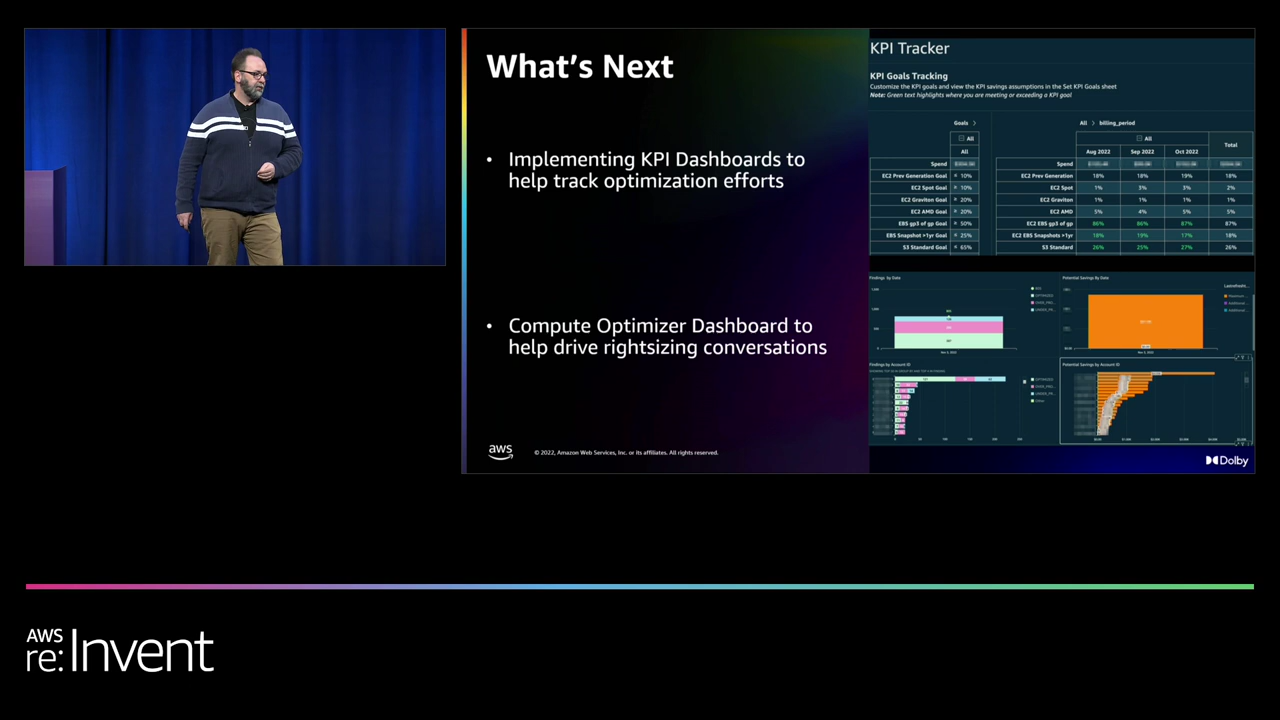 What's Next
• Implementing KPI Dashboards to
help track optimization efforts
• Compute Optimizer Dashboard to
help drive rightsizing conversations
aws
© 2022, Amazon Web Services, Inc. or its affiliates. All rights reserved.
KPI Tracker
KPI Goals Tracking
Customize the KPI goals and view the KPI savings assumptions in the Set KPI Goals sheet
Note: Green text highlights where you are meeting or exceeding a KPI goal
Goals > All > billing_period
All All
All Aug 2022 Sep 2022 Oct 2022 Total
Spend Spend
EC2 Prev Generation Goal 10% EC2 Prev Generation 18% 18% 19% 18%
EC2 Spot Goal 10% EC2 Spot 1% 3% 3% 2%
EC2 Graviton Goal 20% EC2 Graviton 1% 1% 1% 1%
EC2 AMD Goal 20% EC2 AMD 5% 4% 5% 5%
EBS gp3 of gp Goal 50% EC2 EBS gp3 of gp 86% 86% 87% 87%
EBS Snapshot >1yr Goal 25% EC2 EBS Snapshots >1yr 18% 19% 17% 18%
S3 Standard Goal 65% S3 Standard 26% 25% 27% 26%
Findings by Date
Potential Savings By Date
Findings by Account ID
Potential Savings by Account ID
Dolby
AWS
re:Invent